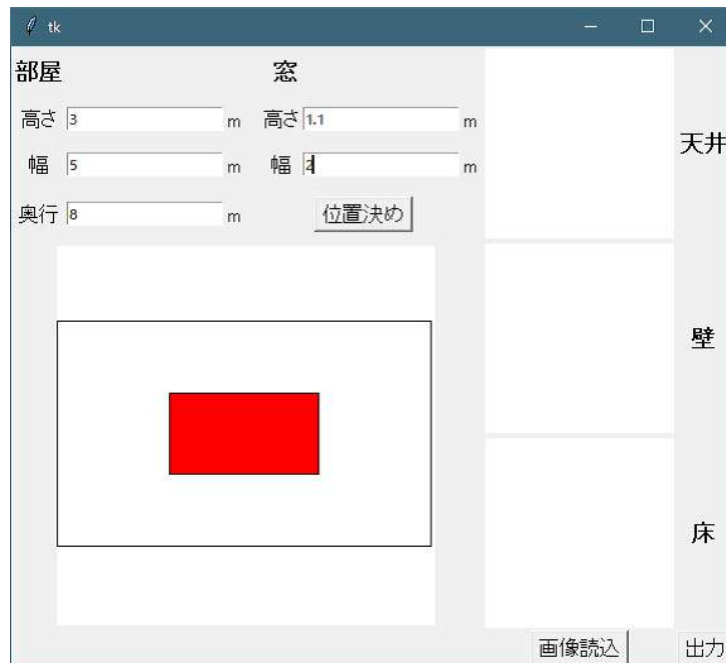 tk
部屋 窓
高さ 3 m 高さ 1.1 m
幅 5 m 幅 2 m
奥行 8 m 位置決め
天井
壁
床
画像読込 出力